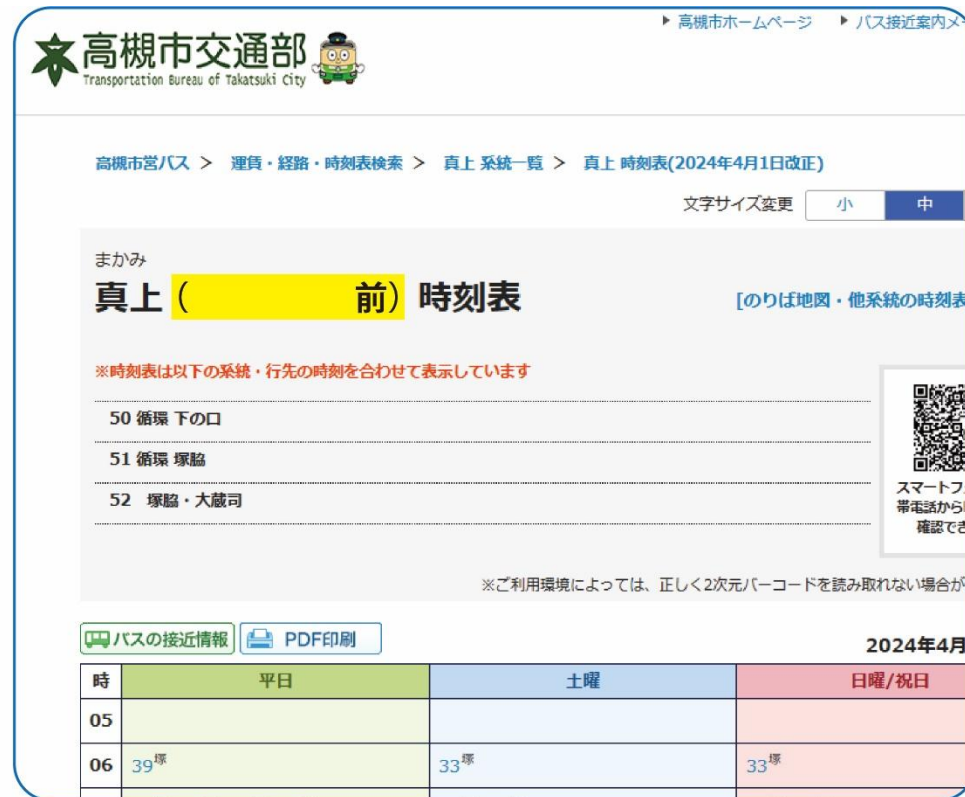 ▶ 高槻市ホームページ ▶ バス接近案内メ
高槻市交通部
Transportation Bureau of Takatsuki City
高槻市営バス > 運賃・経路・時刻表検索 > 真上 系統一覧 > 真上 時刻表(2024年4月1日改正)
文字サイズ変更 小 中
まかみ
真上 (　　　　前) 時刻表
[のりば地図・他系統の時刻表
※時刻表は以下の系統・行先の時刻を合わせて表示しています
50 循環 下の口
51 循環 塚脇
52 塚脇・大蔵司
スマートフ
帯電話から
確認でき
※ご利用環境によっては、正しく2次元バーコードを読み取れない場合が
バスの接近情報 PDF印刷
2024年4月
時 平日 土曜 日曜/祝日
05
06 39塚 33塚 33塚